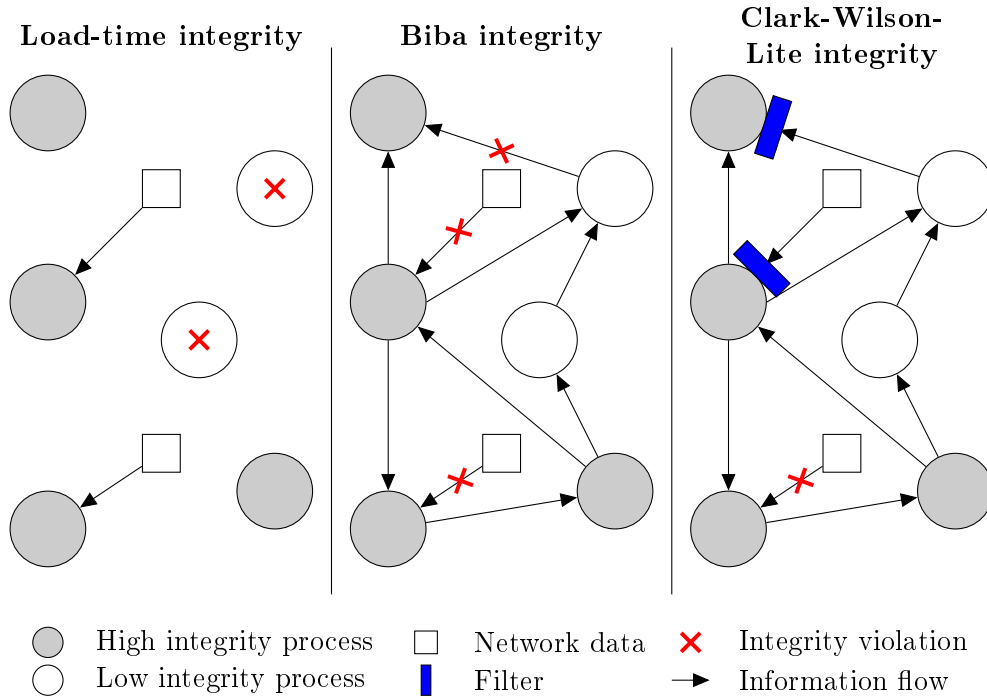 Load-time integrity
Biba integrity
Clark-Wilson-
Lite integrity
High integrity process
Network data
Integrity violation
Low integrity process
Filter
Information flow